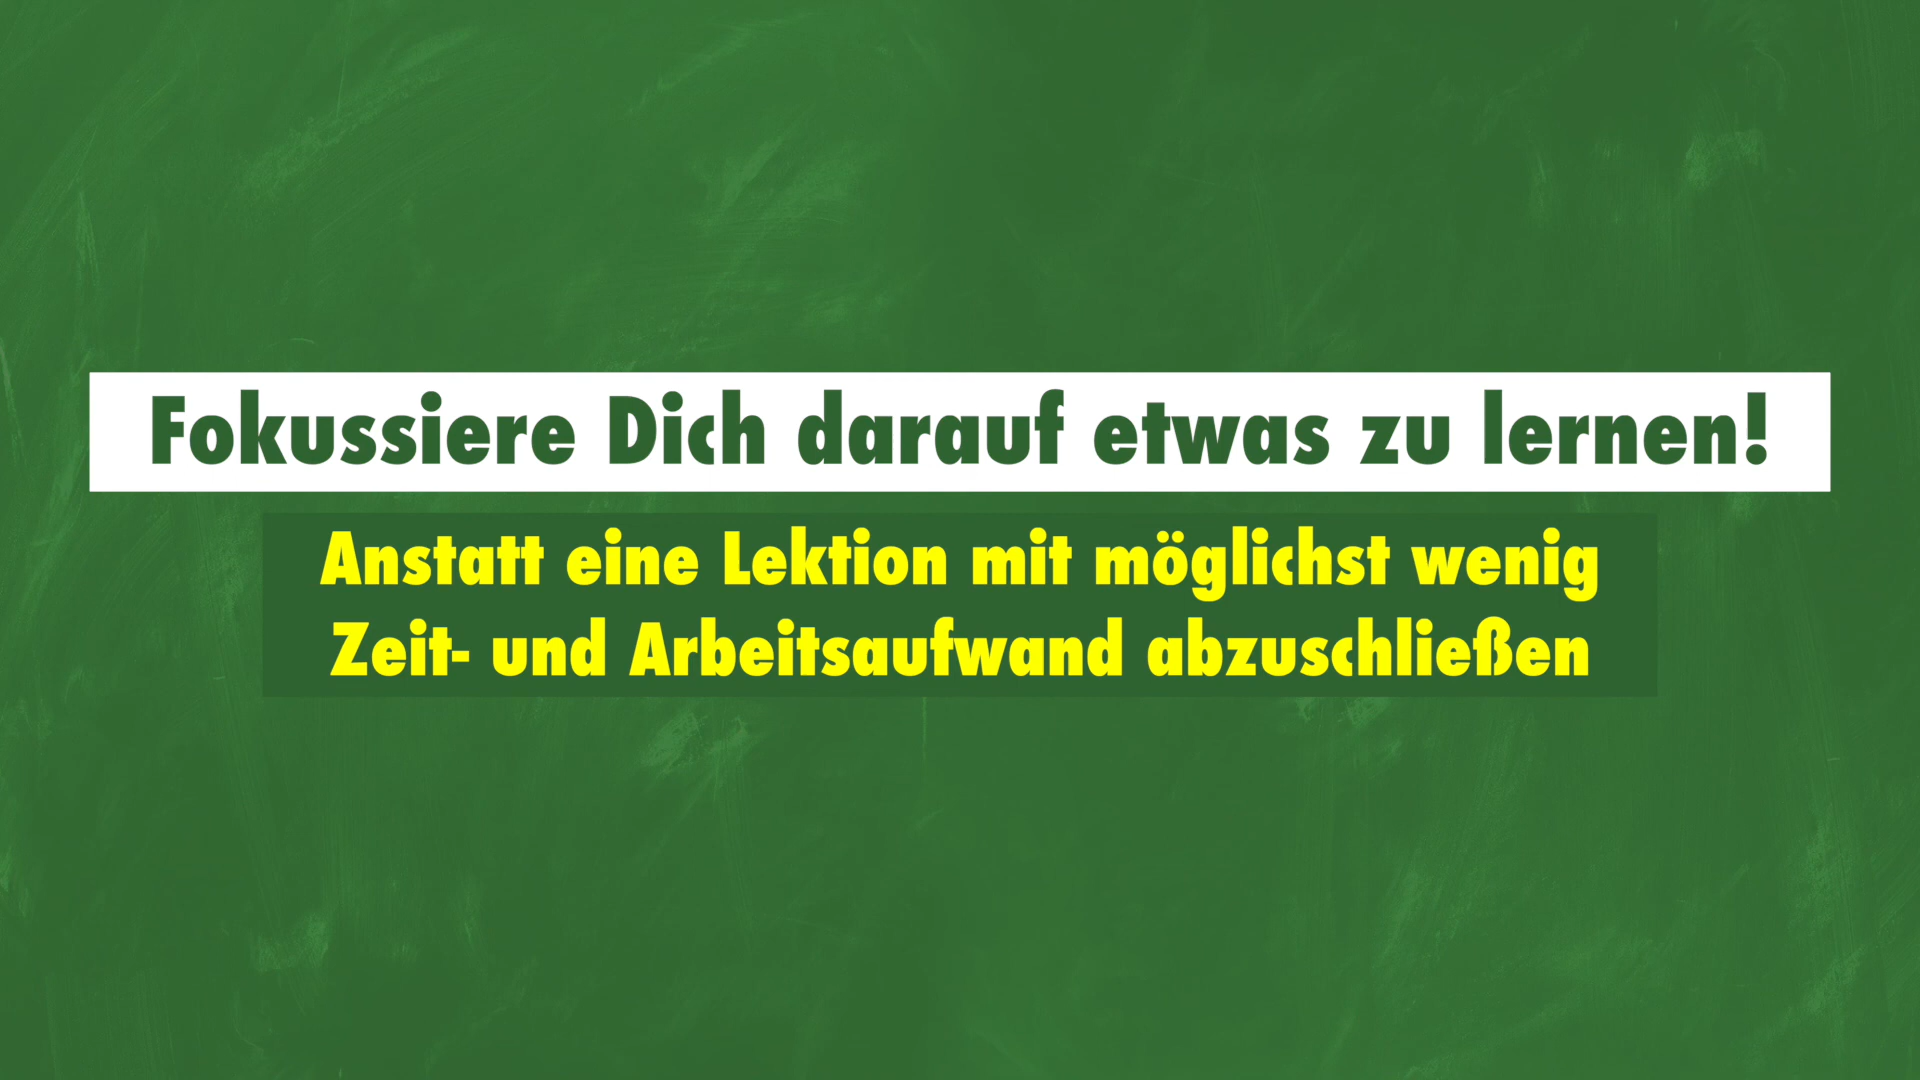 Fokussiere Dich darauf etwas zu lernen!
Anstatt eine Lektion mit möglichst wenig
Zeit- und Arbeitsaufwand abzuschließen